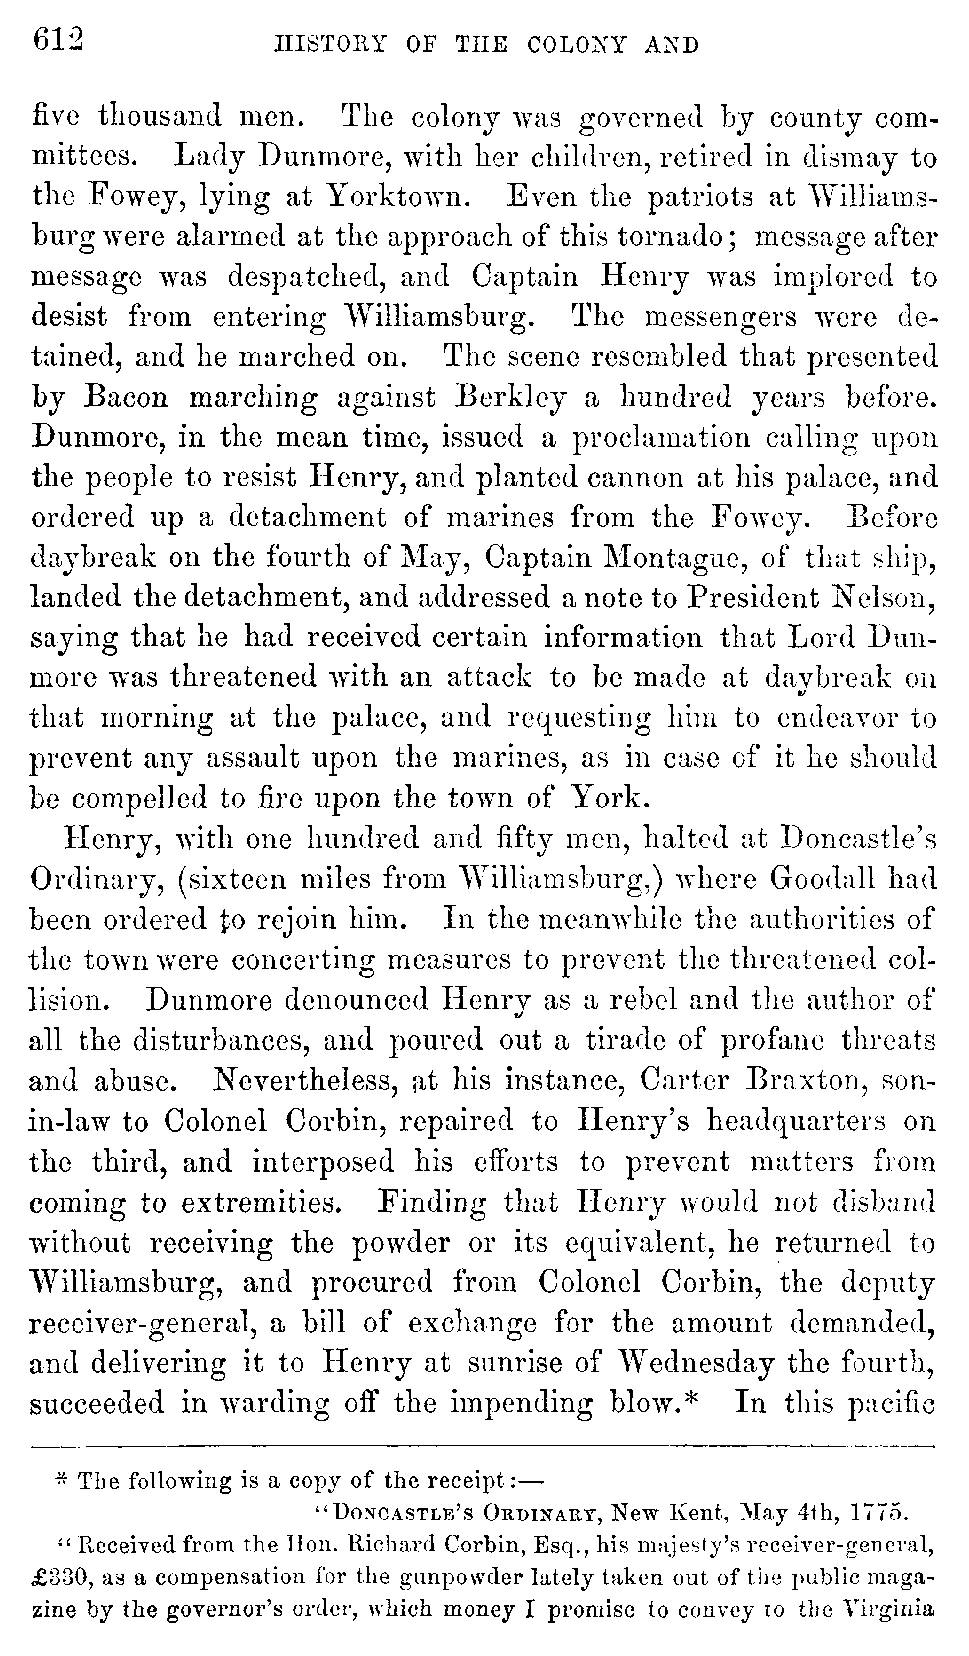 612 HISTORY OF THE COLONY AND
five thousand men. The colony was governed by county com-
mittees. Lady Dunmore, with her children, retired in dismay to
the Fowey, lying at Yorktown. Even the patriots at Williams-
burg were alarmed at the approach of this tornado; message after
message was despatched, and Captain Henry was implored to
desist from entering Williamsburg. The messengers were de-
tained, and he marched on. The scene resembled that presented
by Bacon marching against Berkley a hundred years before.
Dunmore, in the mean time, issued a proclamation calling upon
the people to resist Henry, and planted cannon at his palace, and
ordered up a detachment of marines from the Fowey. Before
daybreak on the fourth of May, Captain Montague, of that ship,
landed the detachment, and addressed a note to President Nelson,
saying that he had received certain information that Lord Dun-
more was threatened with an attack to be made at daybreak on
that morning at the palace, and requesting him to endeavor to
prevent any assault upon the marines, as in case of it he should
be compelled to fire upon the town of York.
Henry, with one hundred and fifty men, halted at Doncastle's
Ordinary, (sixteen miles from Williamsburg,) where Goodall had
been ordered to rejoin him. In the meanwhile the authorities of
the town were concerting measures to prevent the threatened col-
lision. Dunmore denounced Henry as a rebel and the author of
all the disturbances, and poured out a tirade of profane threats
and abuse. Nevertheless, at his instance, Carter Braxton, son-
in-law to Colonel Corbin, repaired to Henry's headquarters on
the third, and interposed his efforts to prevent matters from
coming to extremities. Finding that Henry would not disband
without receiving the powder or its equivalent, he returned to
Williamsburg, and procured from Colonel Corbin, the deputy
receiver-general, a bill of exchange for the amount demanded,
and delivering it to Henry at sunrise of Wednesday the fourth,
succeeded in warding off the impending blow.* In this pacific
* The following is a copy of the receipt:—
"DONCASTLE'S ORDINARY, New Kent, May 4th, 1775.
"Received from the Hon. Richard Corbin, Esq., his majesty's receiver-general,
£330, as a compensation for the gunpowder lately taken out of the public maga-
zine by the governor's order, which money I promise to convey to the Virginia